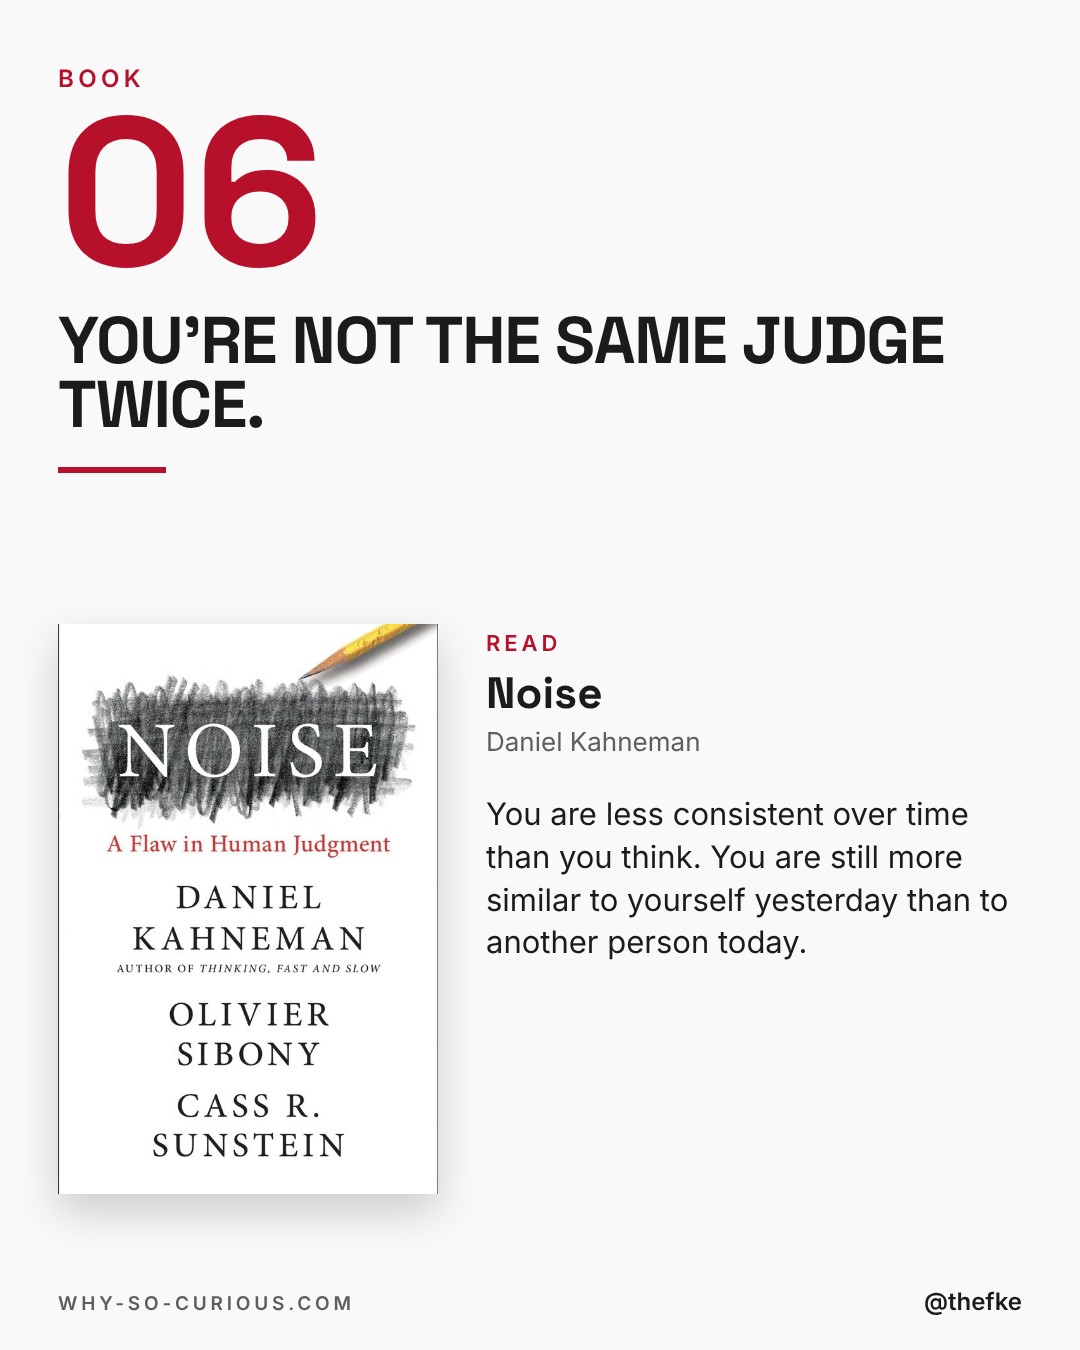 BOOK
06
YOU’RE NOT THE SAME JUDGE
TWICE.
NOISE
A Flaw in Human Judgment
DANIEL
KAHNEMAN
AUTHOR OF THINKING, FAST AND SLOW
OLIVIER
SIBONY
CASS R.
SUNSTEIN
READ
Noise
Daniel Kahneman
You are less consistent over time
than you think. You are still more
similar to yourself yesterday than to
another person today.
WHY-SO-CURIOUS.COM
@thefke